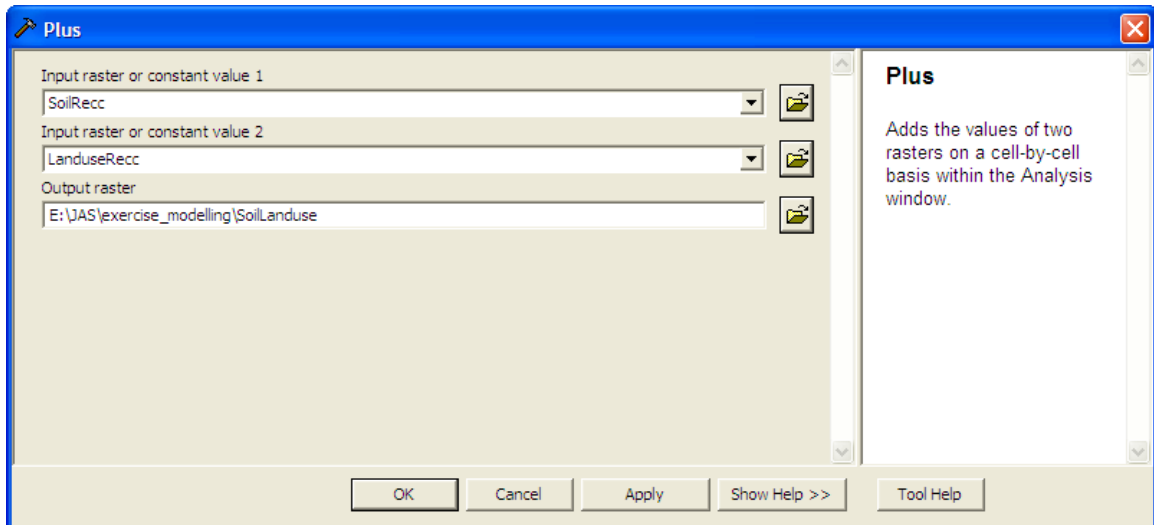 Plus
Input raster or constant value 1
SoilRecc
Input raster or constant value 2
LanduseRecc
Output raster
E:\JAS\exercise_modelling\SoilLanduse
Plus
Adds the values of two
rasters on a cell-by-cell
basis within the Analysis
window.
OK
Cancel
Apply
Show Help >>
Tool Help